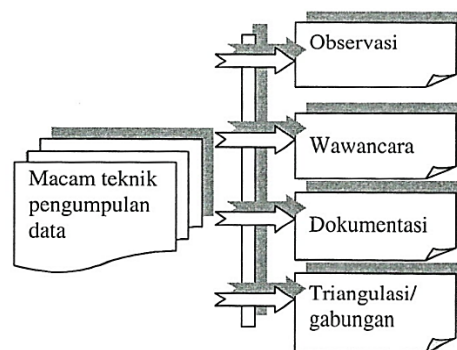 Macam teknik
pengumpulan
data
Observasi
Wawancara
Dokumentasi
Triangulasi/
gabungan